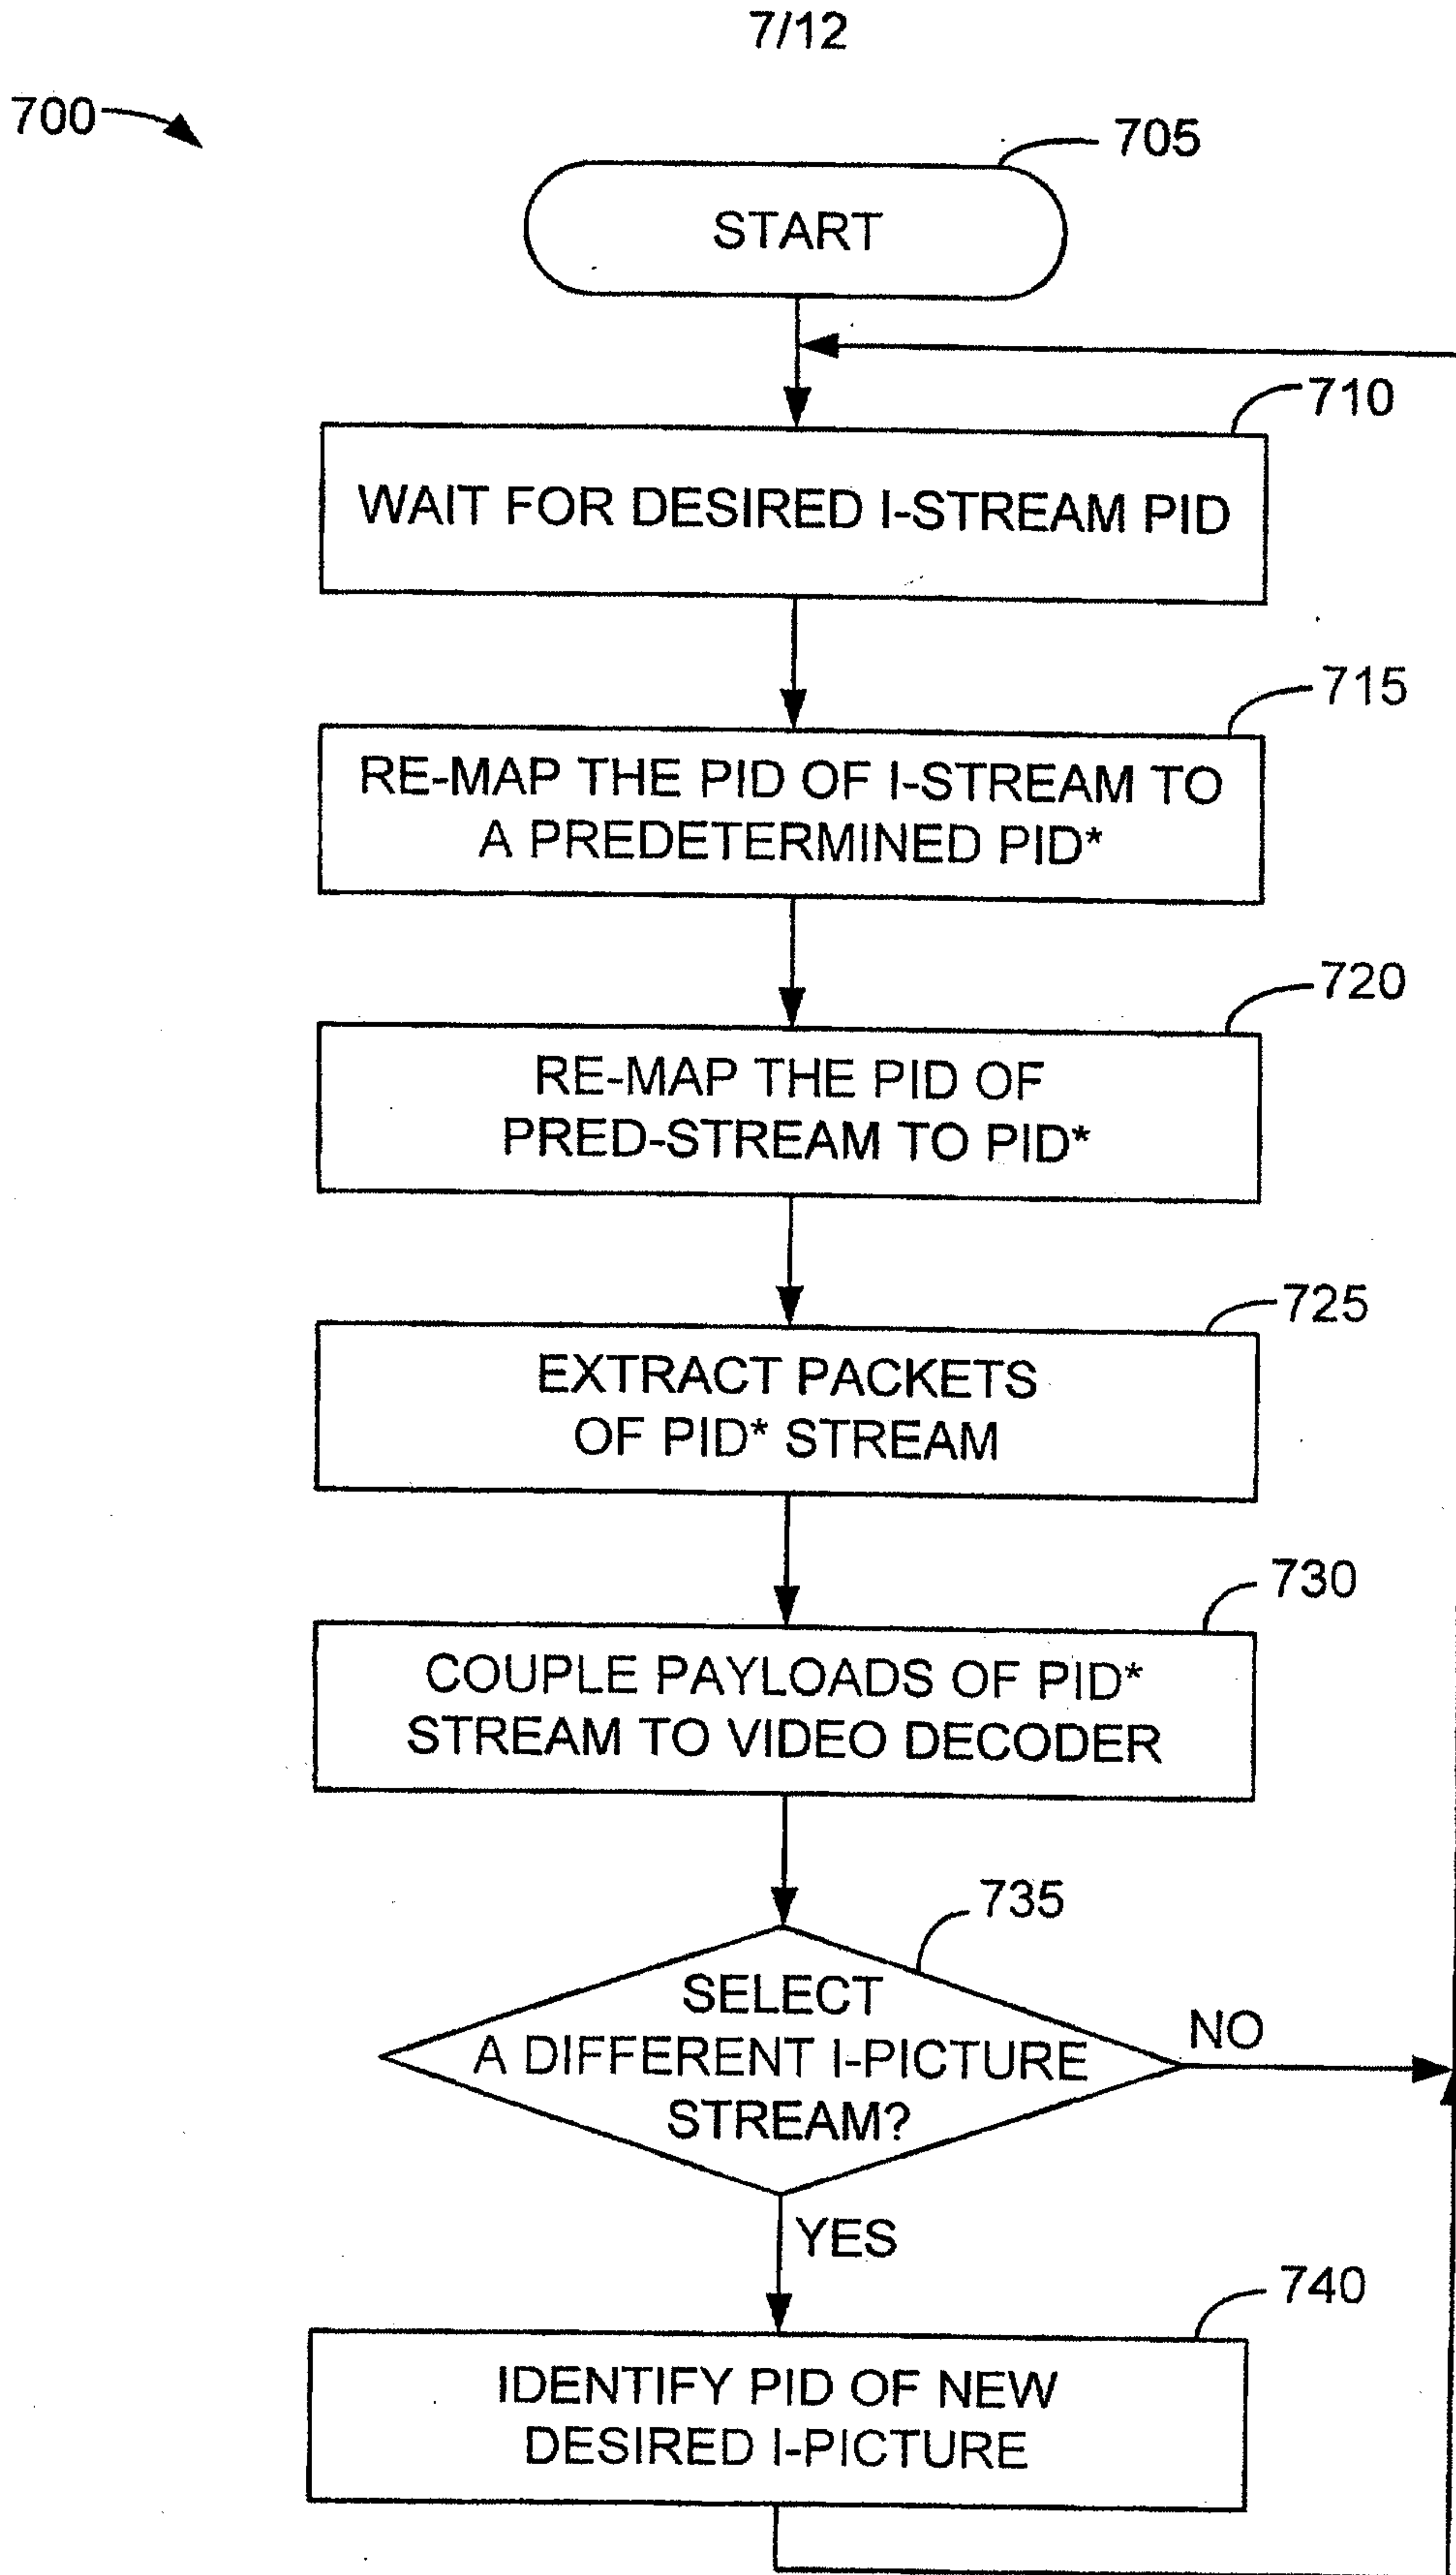 7/12
700
705
START
710
WAIT FOR DESIRED I-STREAM PID
715
RE-MAP THE PID OF I-STREAM TO
A PREDETERMINED PID*
720
RE-MAP THE PID OF
PRED-STREAM TO PID*
725
EXTRACT PACKETS
OF PID* STREAM
730
COUPLE PAYLOADS OF PID*
STREAM TO VIDEO DECODER
735
SELECT
A DIFFERENT I-PICTURE
STREAM?
NO
YES
740
IDENTIFY PID OF NEW
DESIRED I-PICTURE